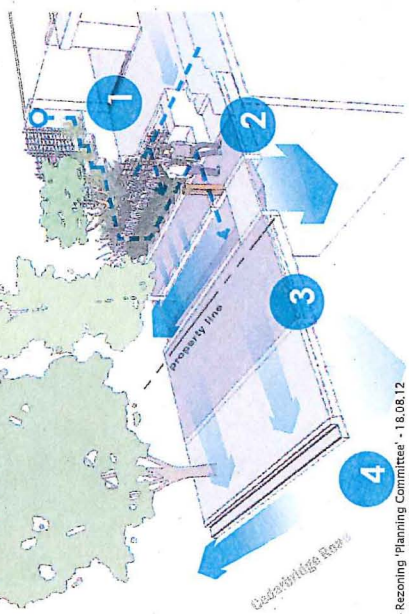 1
2
3
4
property line
Cedarbridge Road
Rezoning 'Planning Committee' - 18.08.12